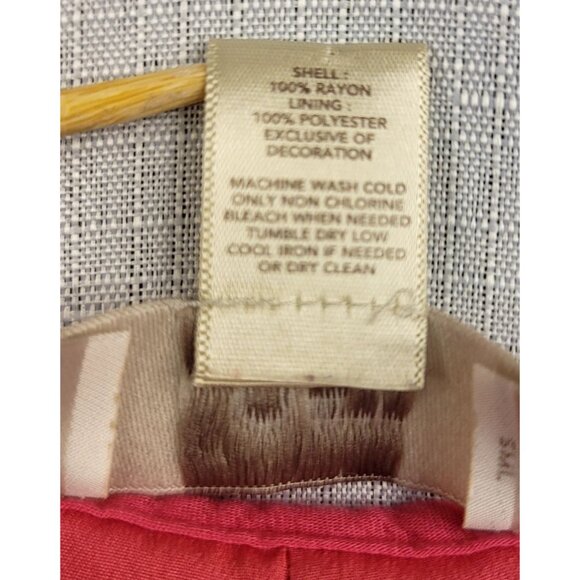 SHELL :
100% RAYON
LINING :
100% POLYESTER
EXCLUSIVE OF
DECORATION
MACHINE WASH COLD
ONLY NON CHLORINE
BLEACH WHEN NEEDED
TUMBLE DRY LOW
COOL IRON IF NEEDED
OR DRY CLEAN
SML